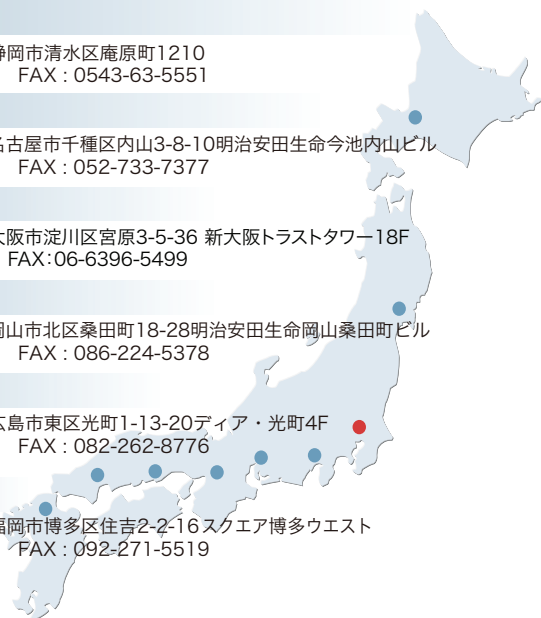 岡市清水区庵原町1210
FAX : 0543-63-5551
古屋市千種区内山3-8-10明治安田生命今池内山ビル
FAX : 052-733-7377
阪市淀川区宮原3-5-36 新大阪トラストタワー18F
FAX:06-6396-5499
山市北区桑田町18-28明治安田生命岡山桑田町ビル
FAX : 086-224-5378
島市東区光町1-13-20ディア・光町4F
FAX : 082-262-8776
岡市博多区住吉2-2-16スクエア博多ウエスト
FAX : 092-271-5519